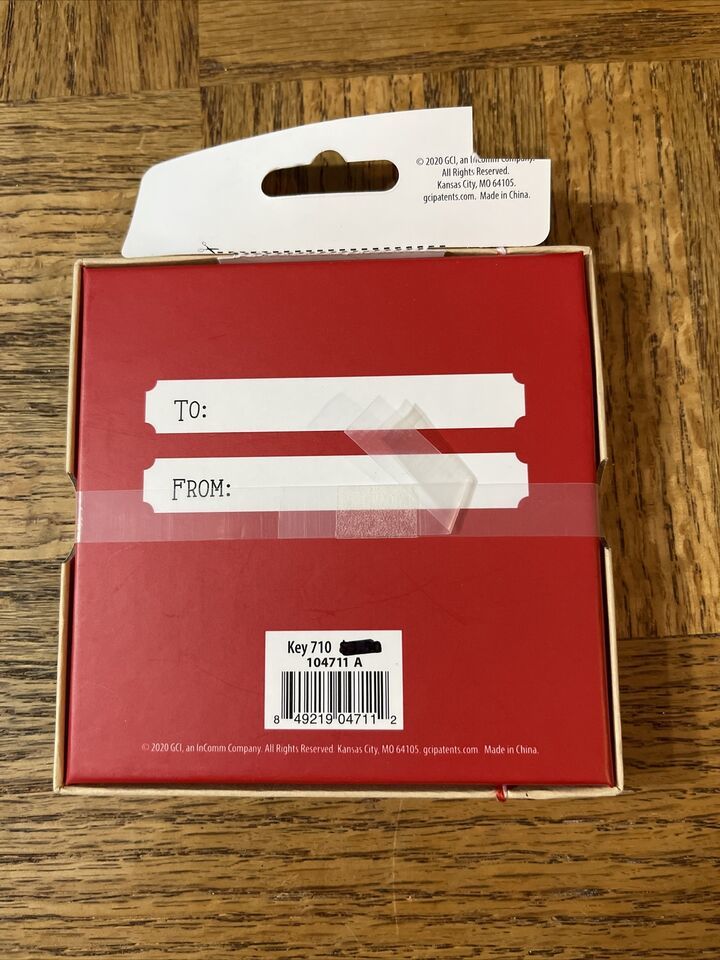 © 2020 GCI, an InComm Company.
All Rights Reserved.
Kansas City, MO 64105.
gcipatents.com. Made in China.
TO:
FROM:
Key 710
104711 A
8 49219 04711 2
© 2020 GCI, an InComm Company. All Rights Reserved. Kansas City, MO 64105. gcipatents.com. Made in China.